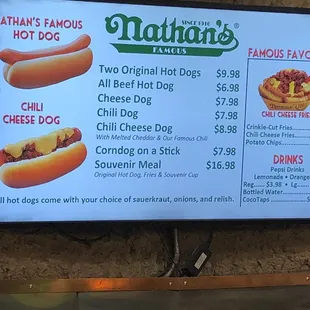 NATHAN'S FAMOUS
HOT DOG
CHILI
CHEESE DOG
SINCE 1916
Nathan's
FAMOUS
Two Original Hot Dogs $9.98
All Beef Hot Dog $6.98
Cheese Dog $7.98
Chili Dog $7.98
Chili Cheese Dog $8.98
With Melted Cheddar & Our Famous Chili
Corndog on a Stick $7.98
Souvenir Meal $16.98
Original Hot Dog, Fries & Souvenir Cup
ll hot dogs come with your choice of sauerkraut, onions, and relish.
FAMOUS FAVO
CHILI CHEESE FRIES
Crinkle-Cut Fries
Chili Cheese Fries
Potato Chips
DRINKS
Pepsi Drinks
Lemonade • Orange
Reg...... $3.98 • Lg
Bottled Water
CocoTaps